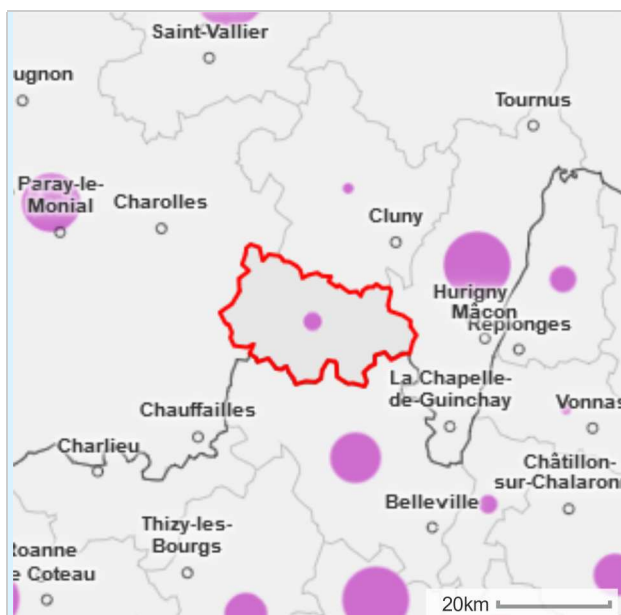 Saint-Vallier
ugnon
Tournus
Paray-le-
Monial
Charolles
Cluny
Hurigny
Mâcon
Replonges
La Chapelle-
de-Guinchay
Vonnas
Chauffailles
Charlieu
Châtillon-
sur-Chalaronn
Belleville
Thizy-les-
Bourgs
Roanne
e Coteau
20km